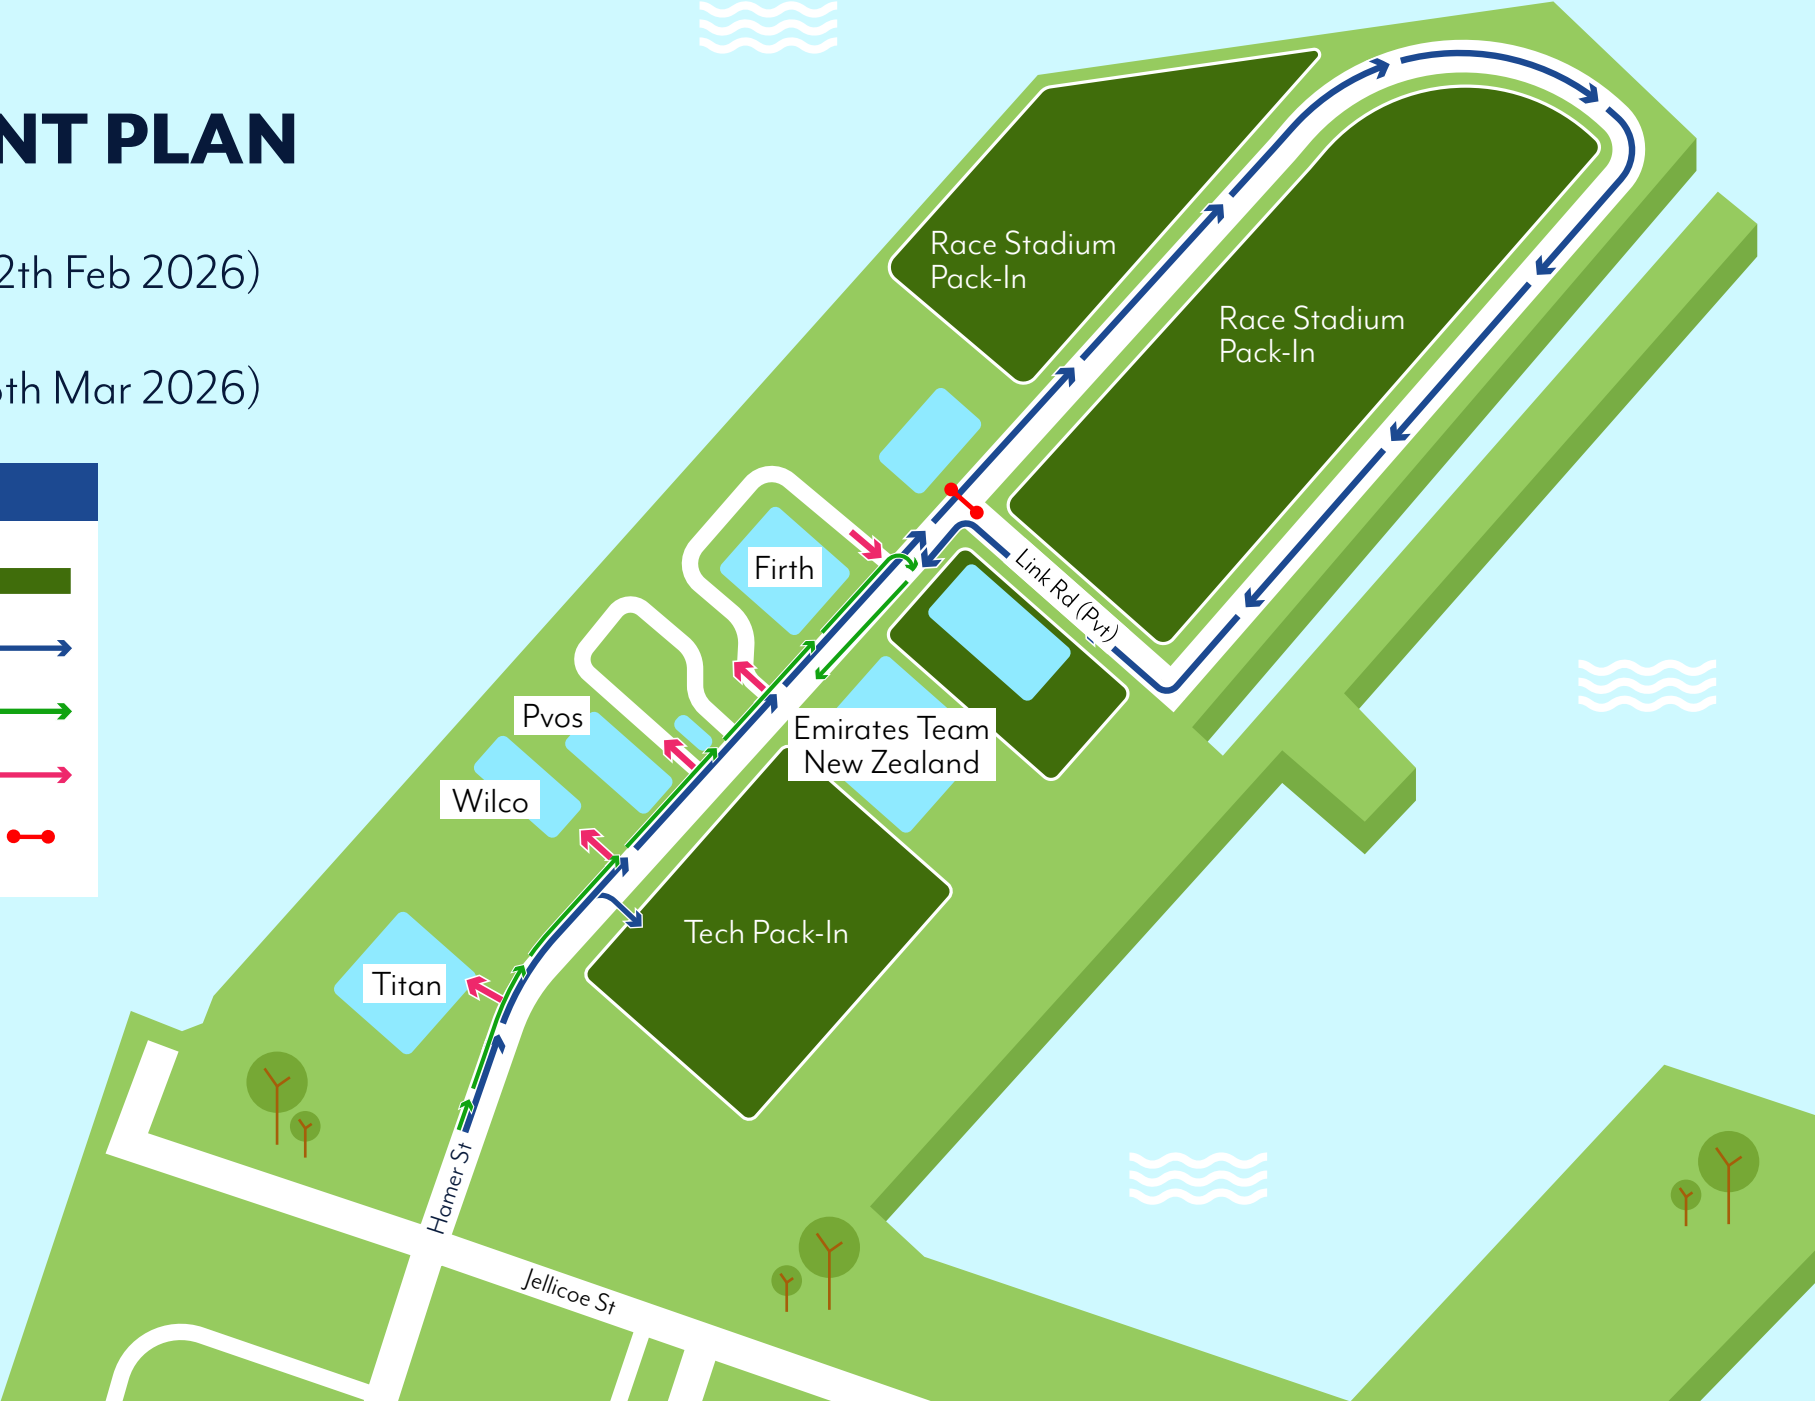 NT PLAN
2th Feb 2026)
th Mar 2026)
Race Stadium
Pack-In
Race Stadium
Pack-In
Firth
Link Rd (Pvt)
Pvos
Emirates Team
New Zealand
Wilco
Tech Pack-In
Titan
Hamer St
Jellicoe St